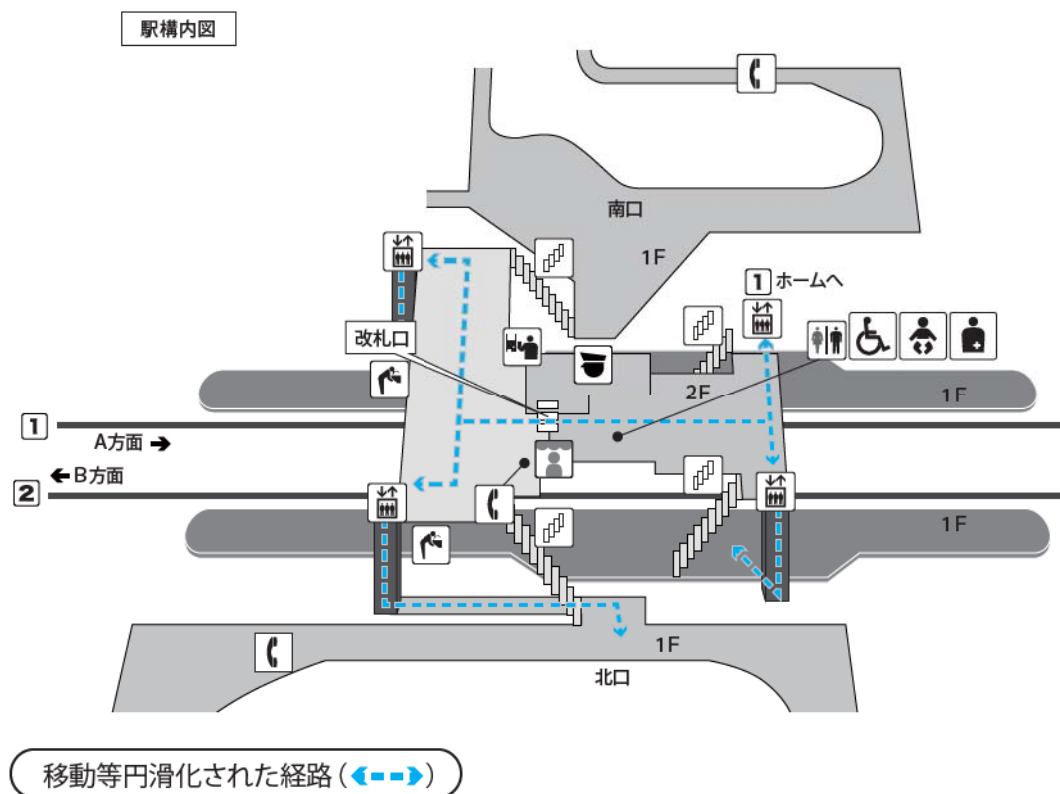 駅構内図
南口
1F
1 ホームへ
改札口
2F
1F
1
A方面 →
← B方面
2
1F
1F
北口
移動等円滑化された経路( )